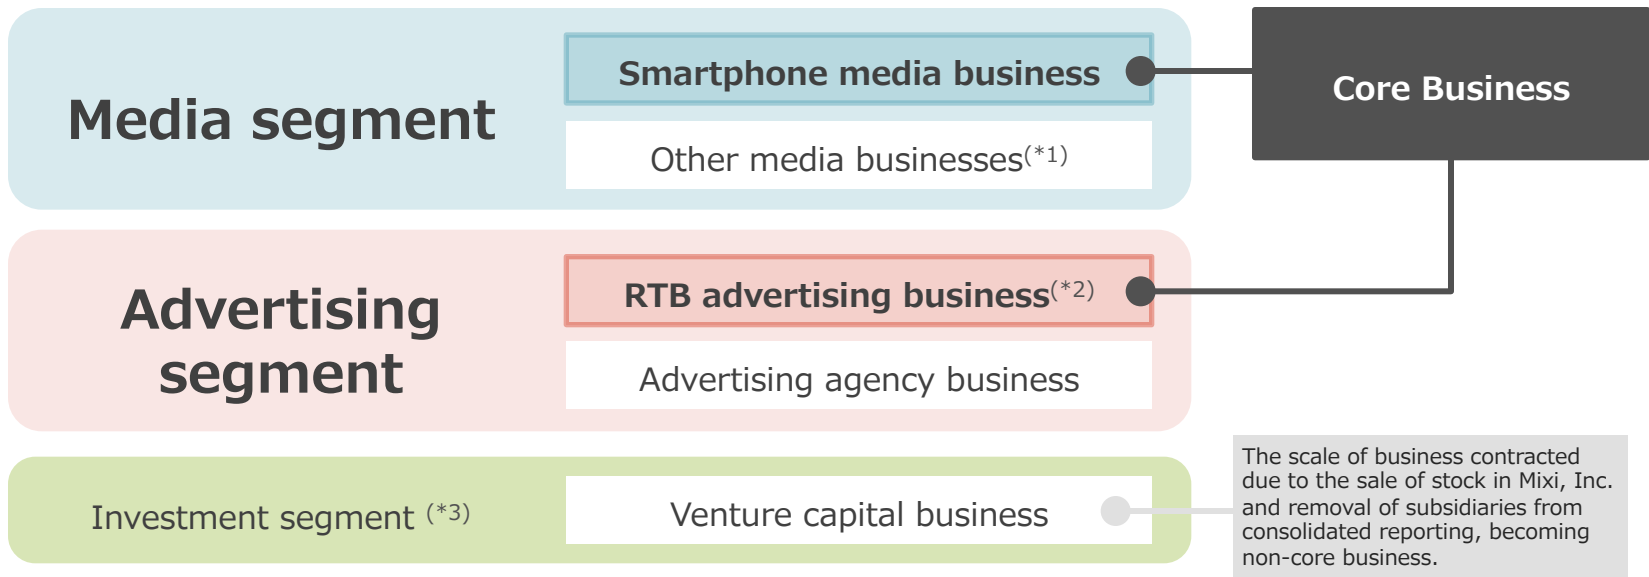 Media segment
Smartphone media business
Other media businesses(*1)
Core Business
Advertising
segment
RTB advertising business(*2)
Advertising agency business
Investment segment (*3)
Venture capital business
The scale of business contracted
due to the sale of stock in Mixi, Inc.
and removal of subsidiaries from
consolidated reporting, becoming
non-core business.